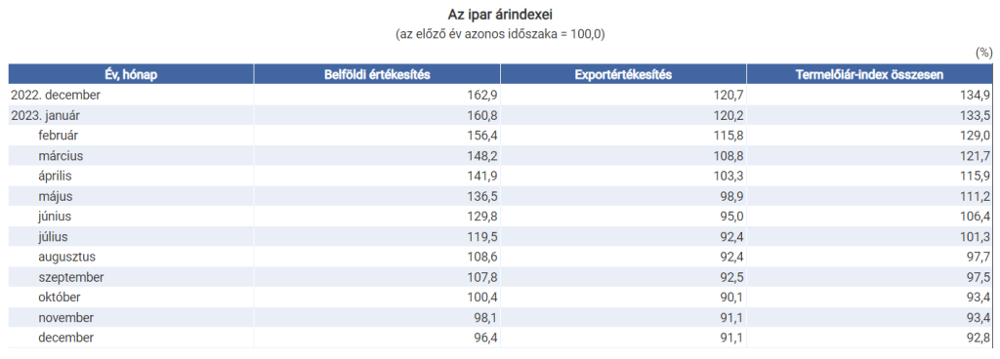 Az ipar árindexei
(az előző év azonos időszaka = 100,0)
(%)
Év, hónap Belföldi értékesítés Exportértékesítés Termelőiár-index összesen
2022. december 162,9 120,7 134,9
2023. január 160,8 120,2 133,5
február 156,4 115,8 129,0
március 148,2 108,8 121,7
április 141,9 103,3 115,9
május 136,5 98,9 111,2
június 129,8 95,0 106,4
július 119,5 92,4 101,3
augusztus 108,6 92,4 97,7
szeptember 107,8 92,5 97,5
október 100,4 90,1 93,4
november 98,1 91,1 93,4
december 96,4 91,1 92,8